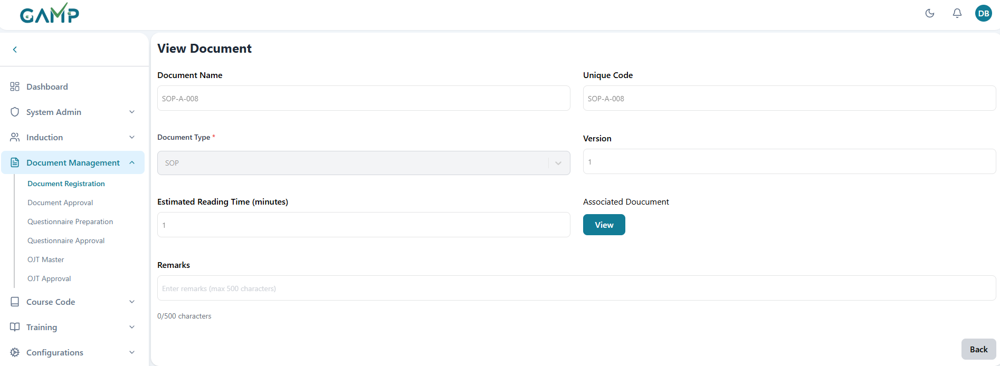 GAMP
DB
Dashboard
System Admin
Induction
Document Management
Document Registration
Document Approval
Questionnaire Preparation
Questionnaire Approval
OJT Master
OJT Approval
Course Code
Training
Configurations
View Document
Document Name
Unique Code
SOP-A-008
SOP-A-008
Document Type *
Version
SOP
1
Estimated Reading Time (minutes)
Associated Doucument
1
View
Remarks
Enter remarks (max 500 characters)
0/500 characters
Back